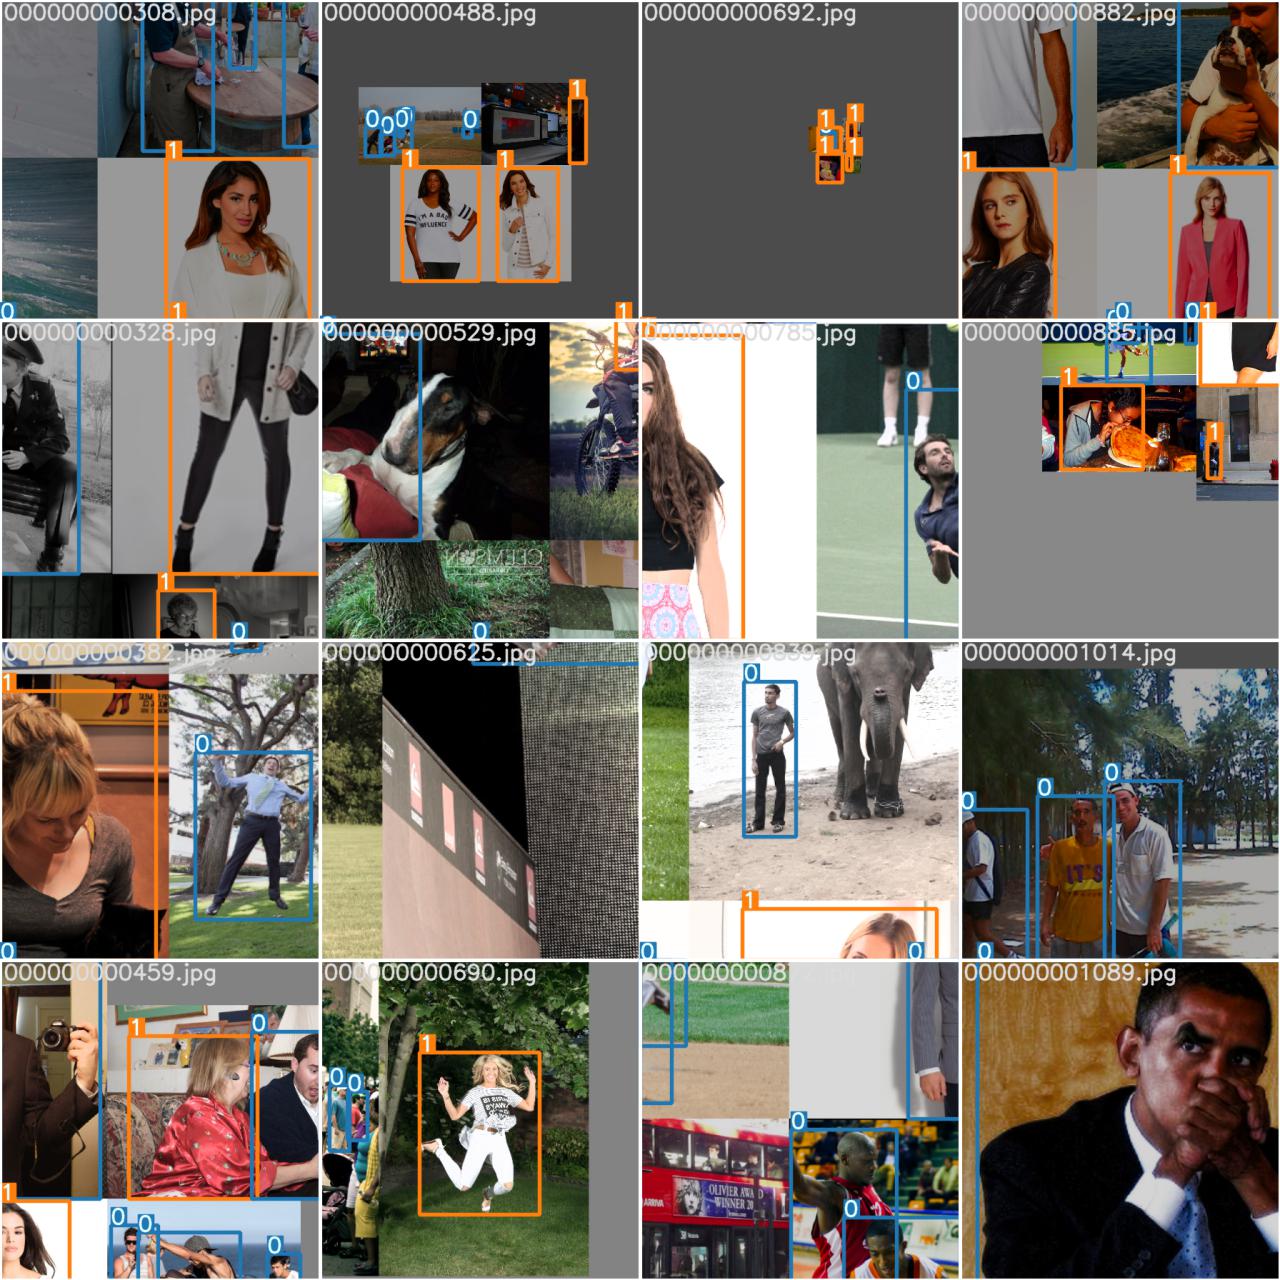 000000000308.jpg
000000000488.jpg
000000000692.jpg
000000000882.jpg
0
1
1
1
0
0
0
0
1
1
1
1
1
1
1
1
1
0
0
1
I'M A BAD
INFLUENCE
000000000328.jpg
000000000529.jpg
000000000785.jpg
000000000885.jpg
1
0
0
0
1
1
CLEMSON
000000000382.jpg
000000000625.jpg
000000000839.jpg
000000001014.jpg
1
0
0
0
1
0
0
0
0
0
0
IT'S
000000000459.jpg
000000000690.jpg
0000000008
.jpg
000000001089.jpg
1
0
1
0
0
0
0
0
1
0
0
ARRIVA
OLIVIER AWA D
WINNER 20